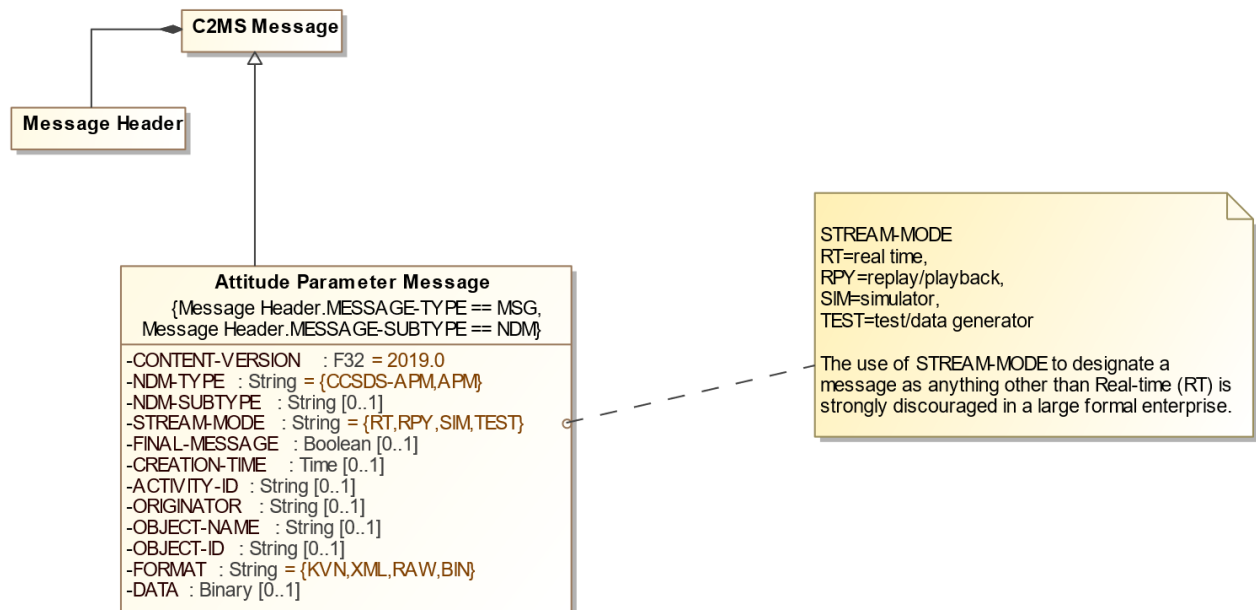 C2MS Message
Message Header
Attitude Parameter Message
{Message Header.MESSAGE-TYPE == MSG,
Message Header.MESSAGE-SUBTYPE == NDM}
-CONTENT-VERSION : F32 = 2019.0
-NDM-TYPE : String = {CCSDS-APM,APM}
-NDM-SUBTYPE : String [0..1]
-STREAM-MODE : String = {RT,RPY,SIM,TEST}
-FINAL-MESSAGE : Boolean [0..1]
-CREATION-TIME : Time [0..1]
-ACTIVITY-ID : String [0..1]
-ORIGINATOR : String [0..1]
-OBJECT-NAME : String [0..1]
-OBJECT-ID : String [0..1]
-FORMAT : String = {KVN,XML,RAW,BIN}
-DATA : Binary [0..1]
STREAM-MODE
RT=real time,
RPY=replay/playback,
SIM=simulator,
TEST=test/data generator
The use of STREAM-MODE to designate a
message as anything other than Real-time (RT) is
strongly discouraged in a large formal enterprise.